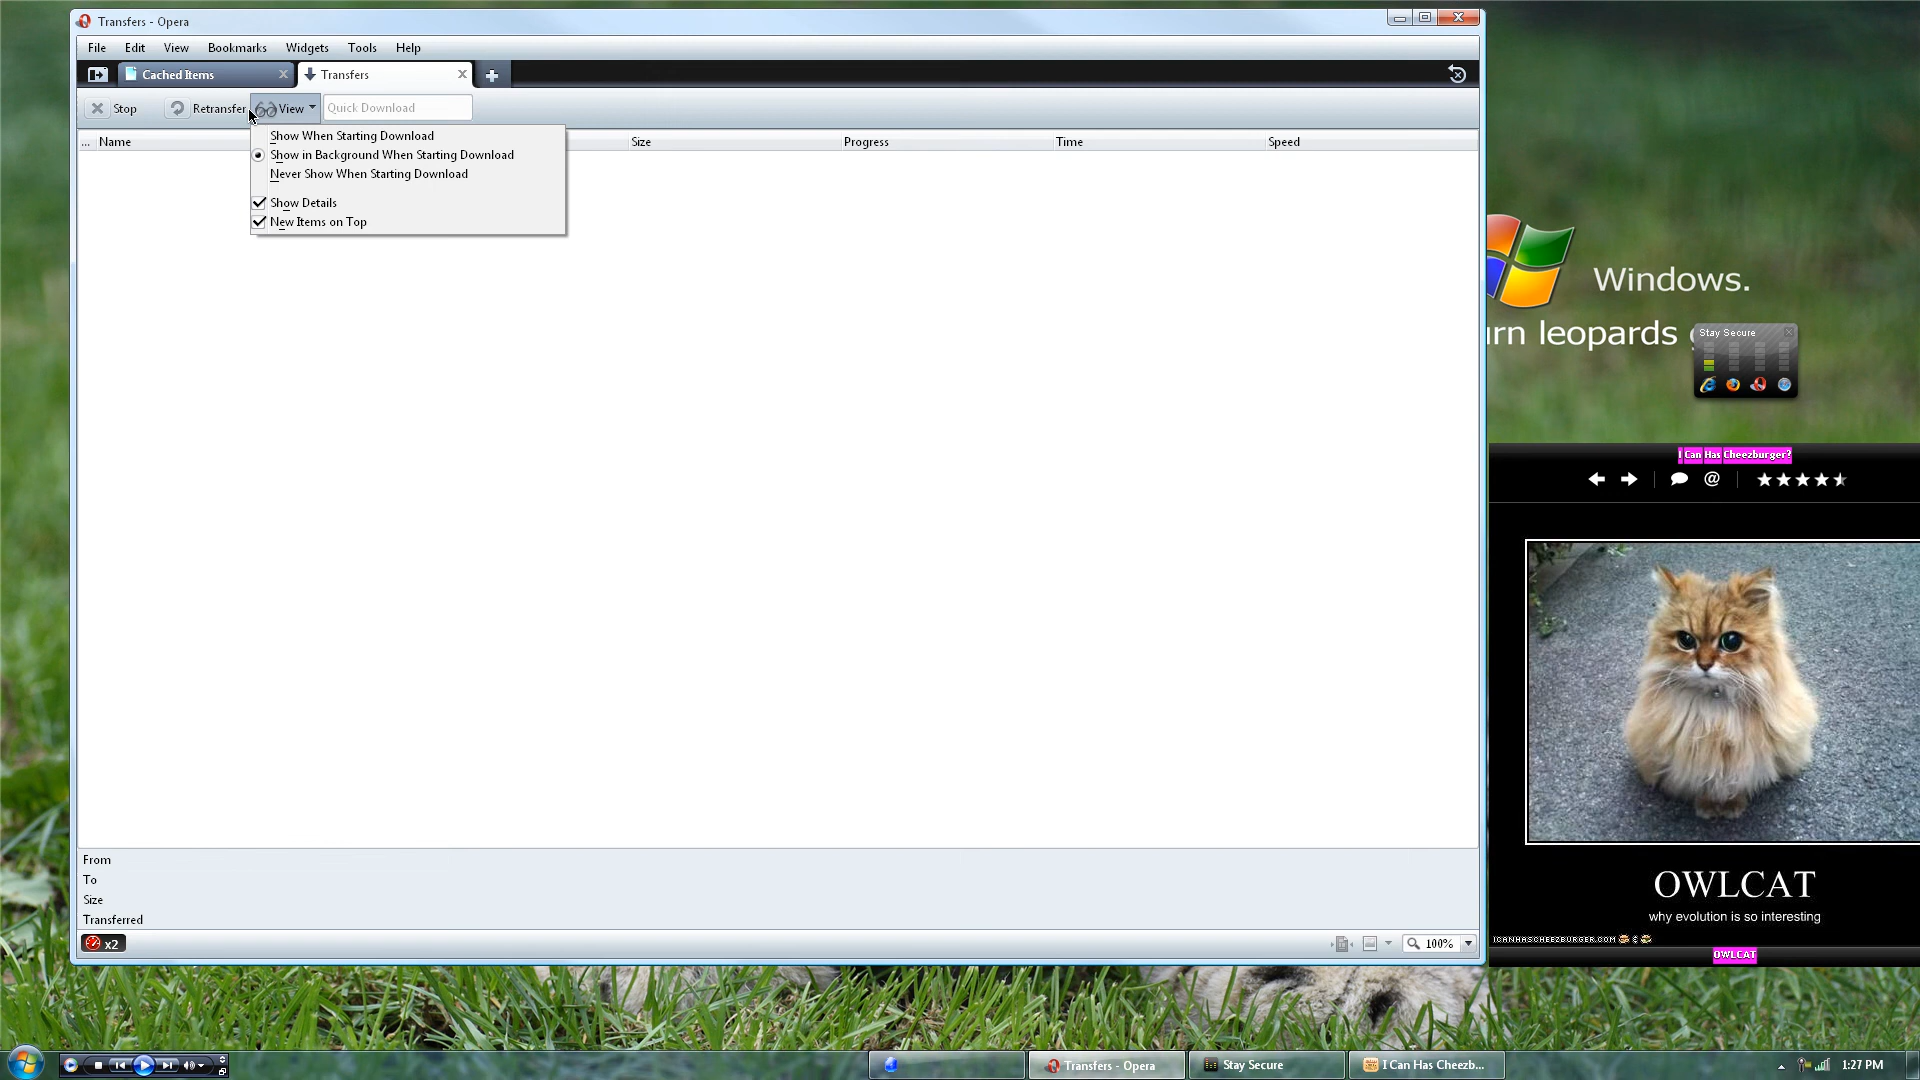 Transfers - Opera
File Edit View Bookmarks Widgets Tools Help
Cached Items Transfers
Stop Retransfer View Quick Download
... Name Size Progress Time Speed
Show When Starting Download
Show in Background When Starting Download
Never Show When Starting Download
Show Details
New Items on Top
From
To
Size
Transferred
x2 100%
Windows.
urn leopards
Stay Secure
I Can Has Cheezburger?
@
OWLCAT
why evolution is so interesting
ICANHASCHEEZBURGER.COM
OWLCAT
Transfers - Opera Stay Secure I Can Has Cheezb... 1:27 PM